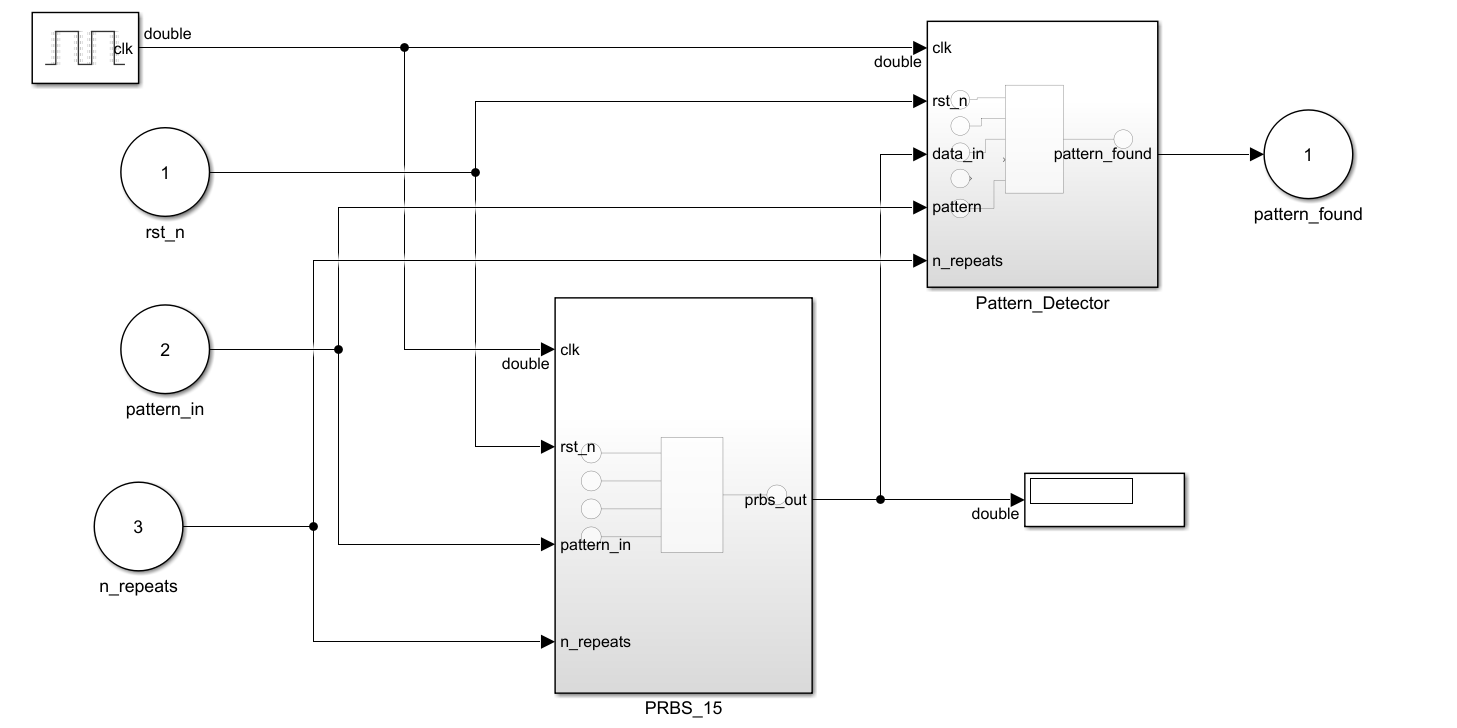 double
clk
clk
double
rst_n
data_in
pattern_found
pattern
n_repeats
Pattern_Detector
1
rst_n
1
pattern_found
2
pattern_in
clk
double
rst_n
prbs_out
pattern_in
n_repeats
PRBS_15
double
3
n_repeats